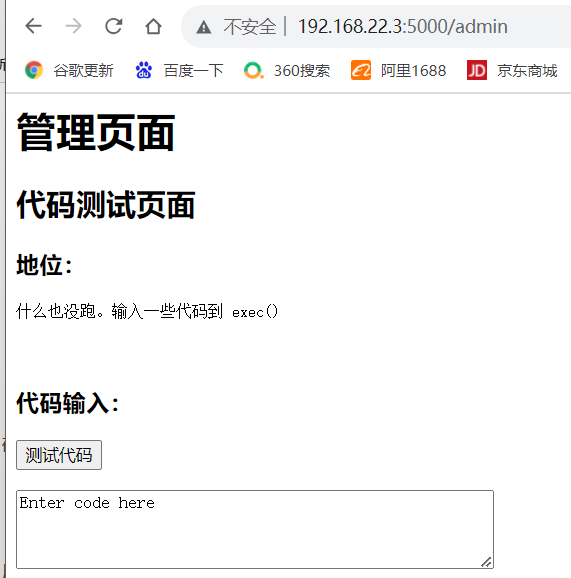 不安全 | 192.168.22.3:5000/admin
谷歌更新 百度一下 360搜索 阿里1688 JD 京东商城
管理页面
代码测试页面
地位：
什么也没跑。输入一些代码到 exec()
代码输入：
测试代码
Enter code here